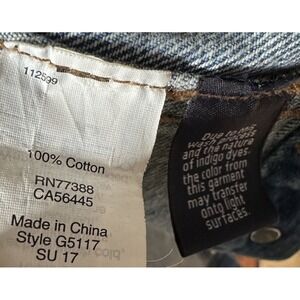 112599
100% Cotton
RN77388
CA56445
Made in China
Style G5117
SU 17
Due to the
wash process
and the nature
of indigo dyes,
the color from
this garment
may transfer
onto light
surfaces.